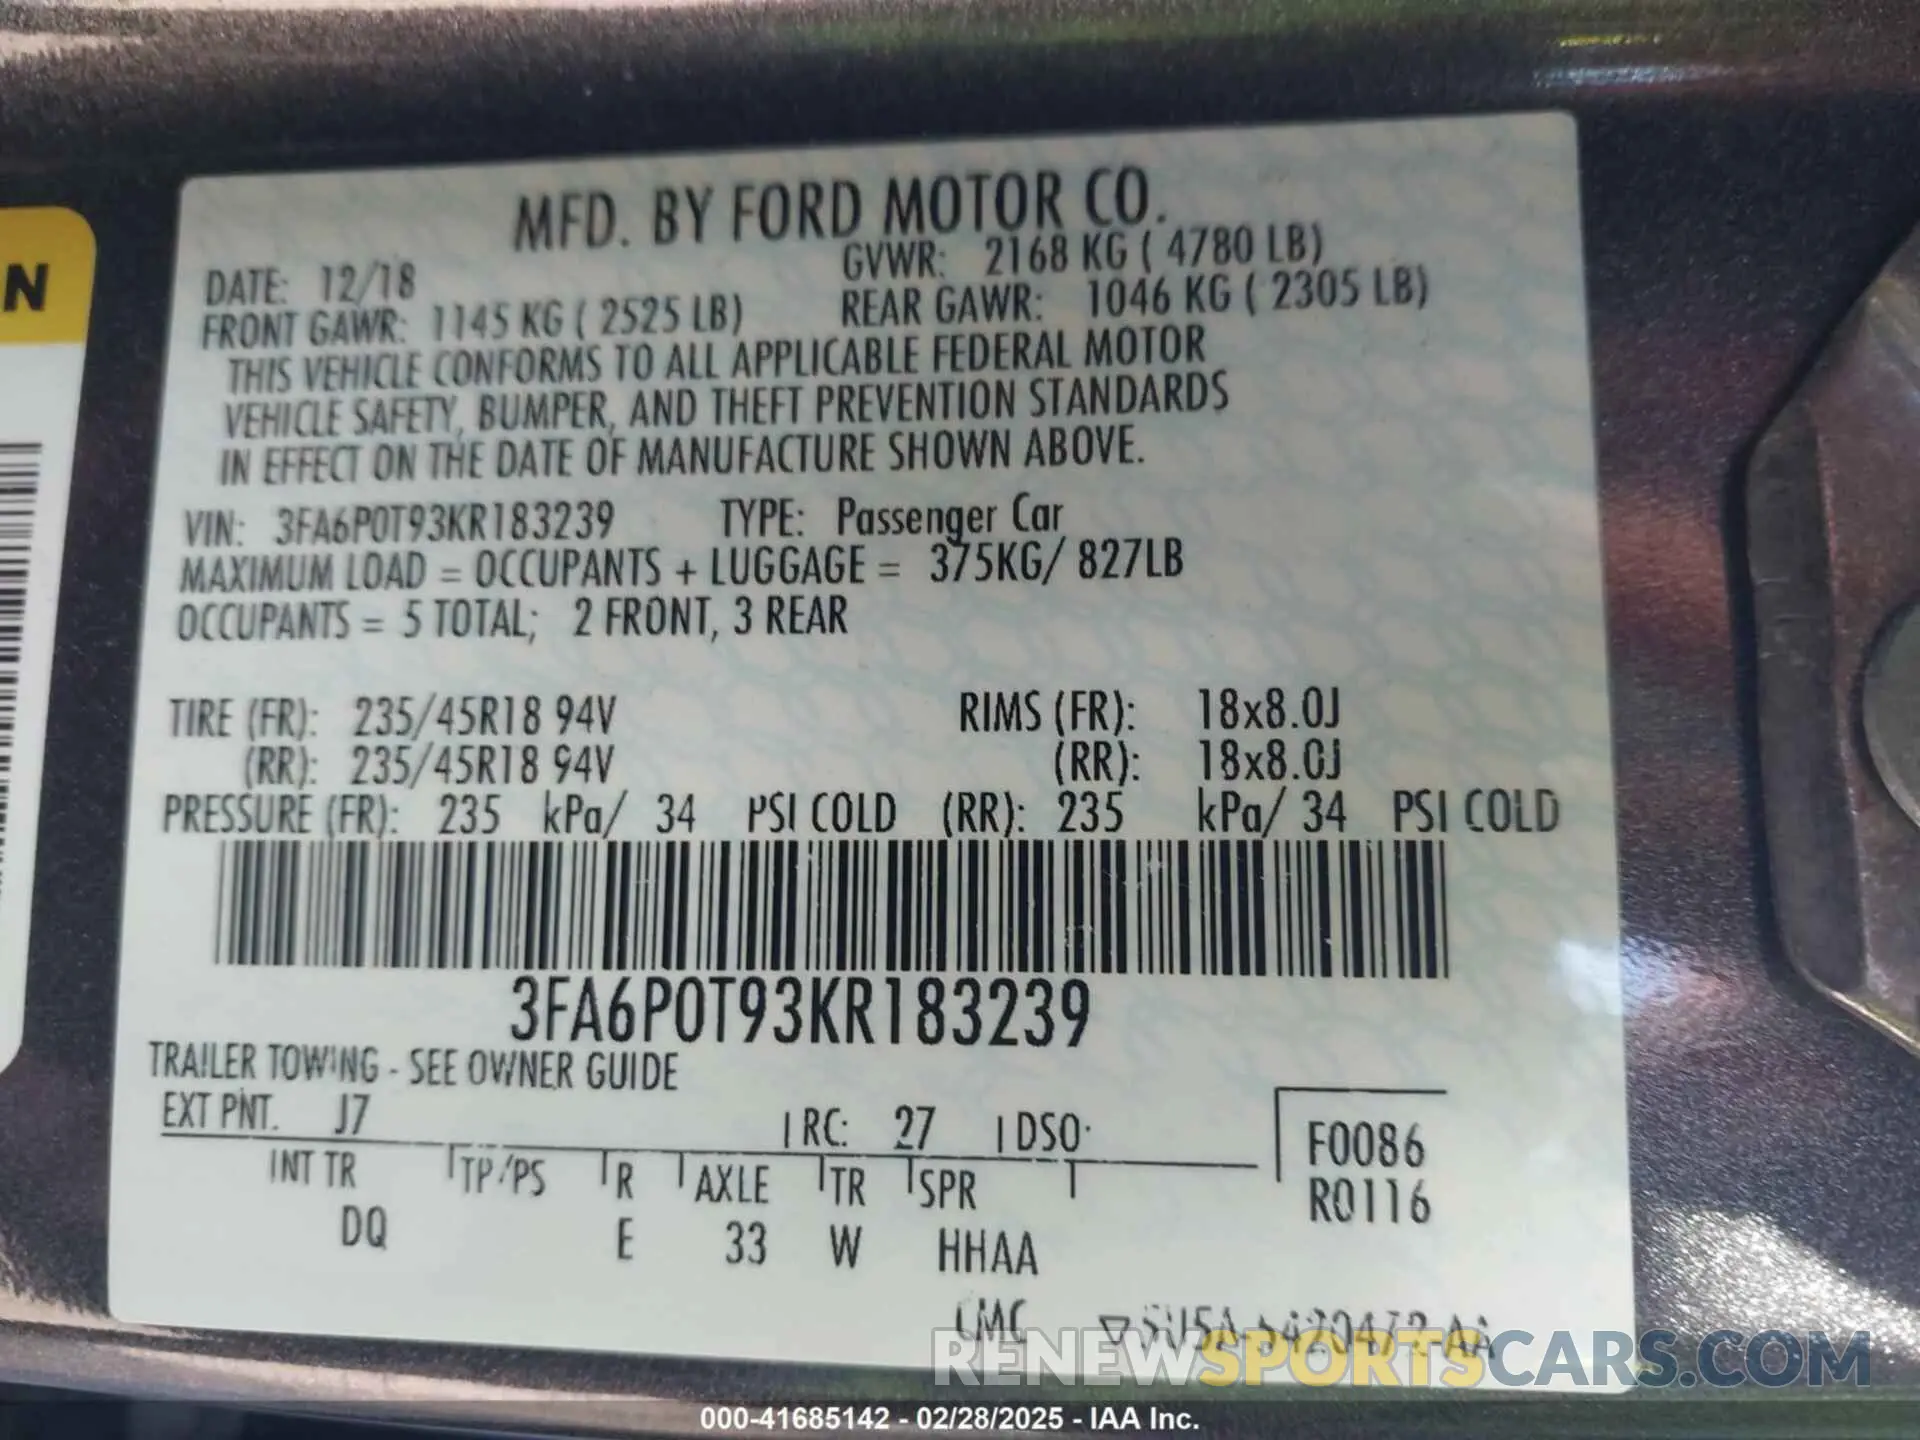 N
MFD. BY FORD MOTOR CO.
DATE: 12/18 GVWR: 2168 KG ( 4780 LB)
FRONT GAWR: 1145 KG ( 2525 LB) REAR GAWR: 1046 KG ( 2305 LB)
THIS VEHICLE CONFORMS TO ALL APPLICABLE FEDERAL MOTOR
VEHICLE SAFETY, BUMPER, AND THEFT PREVENTION STANDARDS
IN EFFECT ON THE DATE OF MANUFACTURE SHOWN ABOVE.
VIN: 3FA6P0T93KR183239 TYPE: Passenger Car
MAXIMUM LOAD = OCCUPANTS + LUGGAGE = 375KG/ 827LB
OCCUPANTS = 5 TOTAL; 2 FRONT, 3 REAR
TIRE (FR): 235/45R18 94V RIMS (FR): 18x8.0J
(RR): 235/45R18 94V (RR): 18x8.0J
PRESSURE (FR): 235 kPa/ 34 PSI COLD (RR): 235 kPa/ 34 PSI COLD
3FA6P0T93KR183239
TRAILER TOWING - SEE OWNER GUIDE
EXT PNT. J7 RC: 27 DSO:
F0086
R0116
INT TR TP/PS R AXLE TR SPR
DQ E 33 W HHAA
RENEWSPORTSCARS.COM
000-41685142 - 02/28/2025 - IAA Inc.